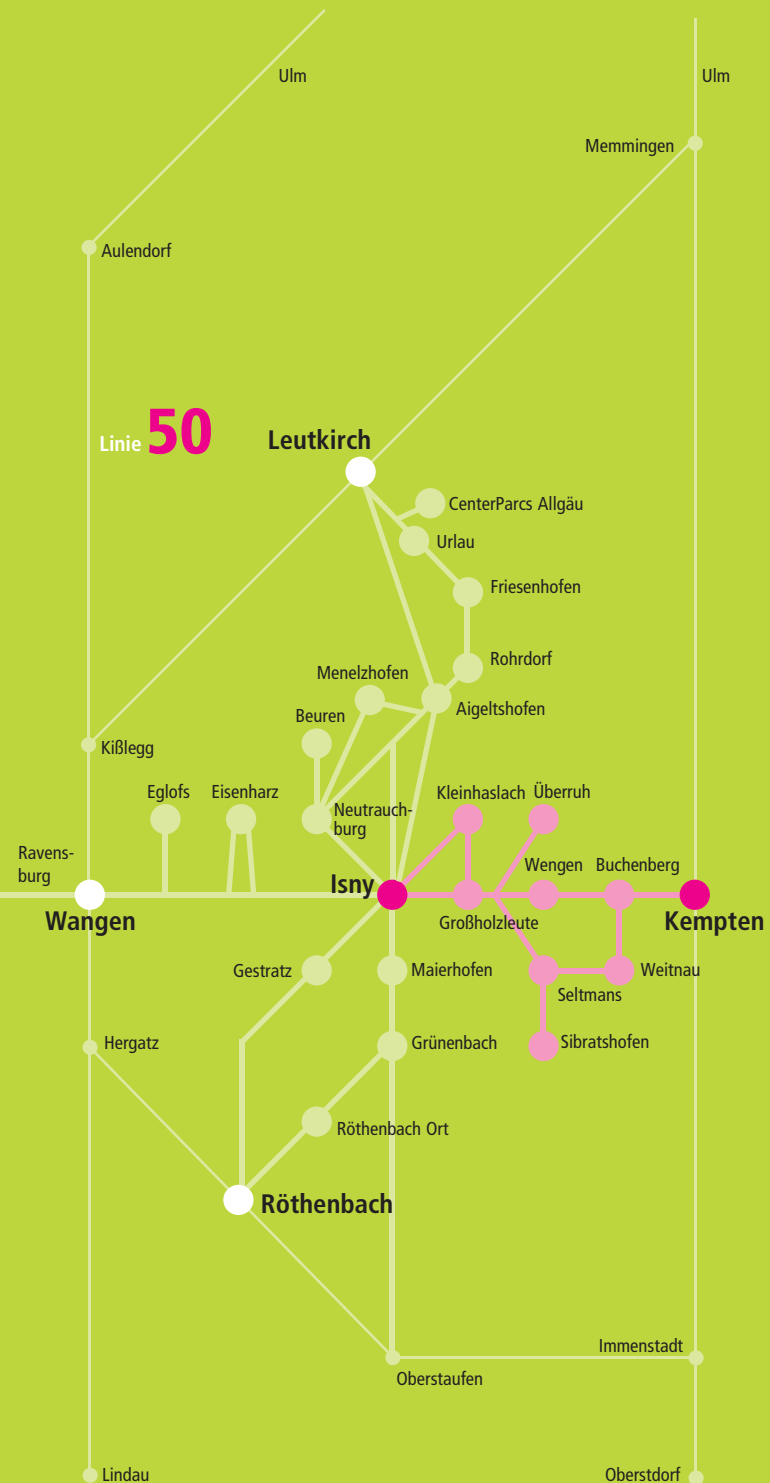 Ulm
Ulm
Memmingen
Aulendorf
Linie 50
Leutkirch
CenterParcs Allgäu
Urlau
Friesenhofen
Rohrdorf
Menelzhofen
Aigeltshofen
Beuren
Kißlegg
Eglofs
Eisenharz
Kleinhaslach
Überruh
Neutrauch-
burg
Ravens-
burg
Wengen
Buchenberg
Isny
Wangen
Großholzleute
Kempten
Gestratz
Maierhofen
Weitnau
Seltmans
Hergatz
Grünenbach
Sibratshofen
Röthenbach Ort
Röthenbach
Immenstadt
Oberstaufen
Lindau
Oberstdorf